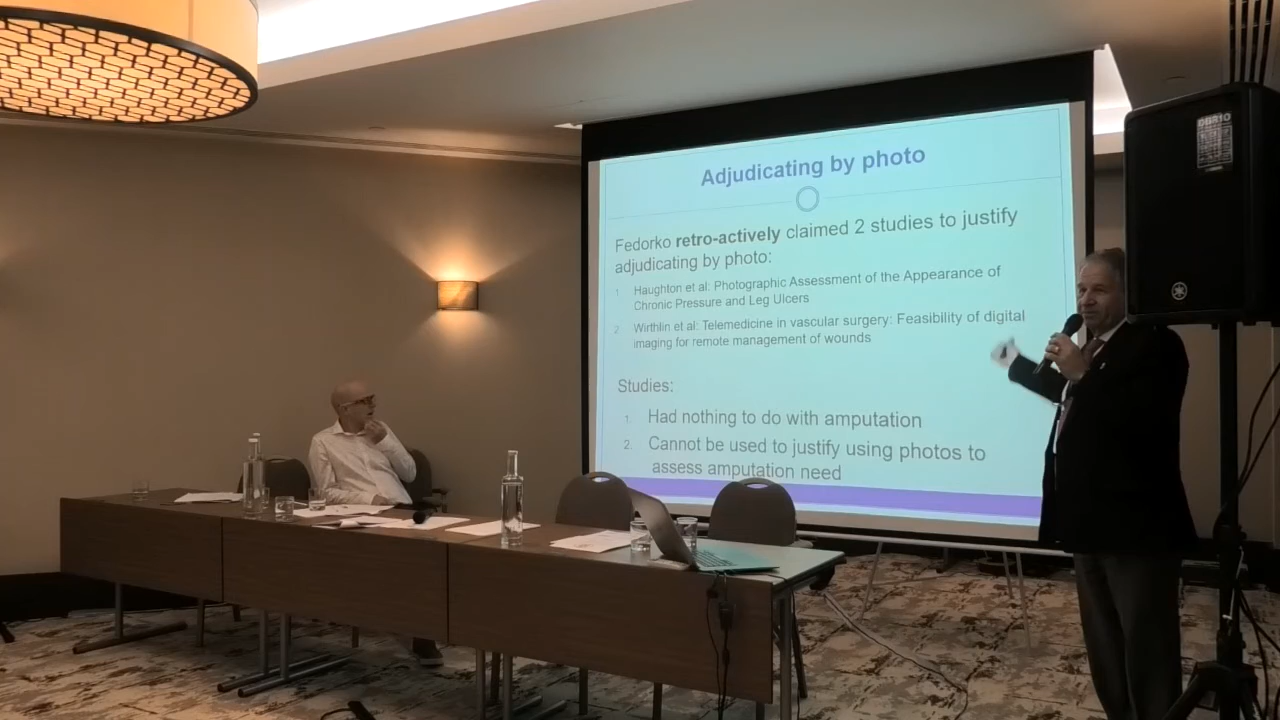 Adjudicating by photo
Fedorko retro-actively claimed 2 studies to justify
adjudicating by photo:
1. Haughton et al: Photographic Assessment of the Appearance of
Chronic Pressure and Leg Ulcers
2. Wirthlin et al: Telemedicine in vascular surgery: Feasibility of digital
imaging for remote management of wounds
Studies:
1. Had nothing to do with amputation
2. Cannot be used to justify using photos to
assess amputation need
DBR10